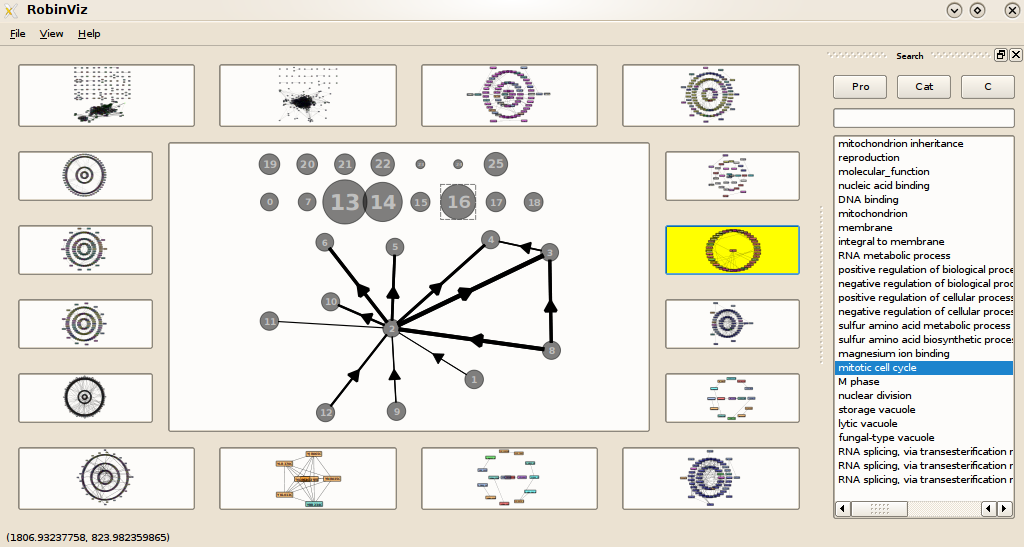 RobinViz
File View Help
Search
Pro Cat C
mitochondrion inheritance
reproduction
molecular_function
nucleic acid binding
DNA binding
mitochondrion
membrane
integral to membrane
RNA metabolic process
positive regulation of biological proce
negative regulation of biological proc
positive regulation of cellular process
negative regulation of cellular proces
sulfur amino acid metabolic process
sulfur amino acid biosynthetic proces
magnesium ion binding
mitotic cell cycle
M phase
nuclear division
storage vacuole
lytic vacuole
fungal-type vacuole
RNA splicing, via transesterification r
RNA splicing, via transesterification r
RNA splicing, via transesterification r
19 20 21 22 25
0 7 13 14 15 16 17 18
6 5 4 3
10
11
8
1
12 9
(1806.93237758, 823.982359865)